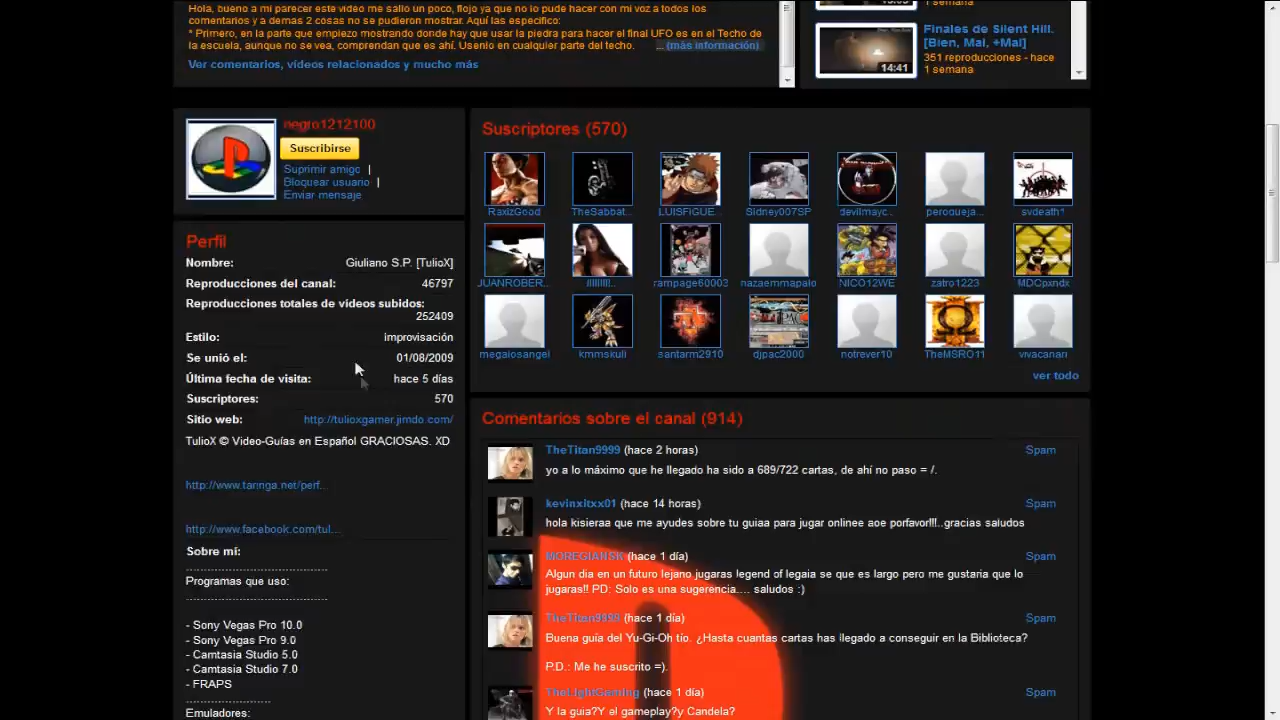 Hola, bueno a mi parecer este video me sallo un poco, flojo ya que no lo pude hacer con mi voz a todos los
comentarios y a demas 2 cosas no se pudieron mostrar. Aquí las especifico:
* Primero, en la parte que empiezo mostrando donde hay que usar la piedra para hacer el final UFO es en el Techo de
la escuela, aunque no se vea, comprendan que es ahí. Usenlo en cualquier parte del techo. ... (más información)
Ver comentarios, vídeos relacionados y mucho más
Finales de Silent Hill.
[Bien, Mal, +Mal]
351 reproducciones - hace
1 semana
14:41
negro1212100
Suscribirse
Suprimir amigo |
Bloquear usuario |
Enviar mensaje
Perfil
Nombre: Giuliano S.P. [TulioX]
Reproducciones del canal: 46797
Reproducciones totales de vídeos subidos:
252409
Estilo: improvisación
Se unió el: 01/08/2009
Última fecha de visita: hace 5 días
Suscriptores: 570
Sitio web: http://tulioxgamer.jimdo.com/
TulioX © Video-Guías en Español GRACIOSAS. XD
http://www.taringa.net/perf...
http://www.facebook.com/tul...
Sobre mí:
Programas que uso:
- Sony Vegas Pro 10.0
- Sony Vegas Pro 9.0
- Camtasia Studio 5.0
- Camtasia Studio 7.0
- FRAPS
Emuladores:
Suscriptores (570)
RaxizGood TheSabbat... LUISFIGUE... Sidney007SP devilmayc... peroqueja... svdeath*
JUANROBER... lllllllll... rampage60003 nazaemmapalo NICO12WE zatro1223 MDCpxndx
megalosangel kmmskull santarm2910 djpac2000 notrever10 TheMSRO11 vivacanari
ver todo
Comentarios sobre el canal (914)
TheTitan9999 (hace 2 horas) Spam
yo a lo máximo que he llegado ha sido a 689/722 cartas, de ahí no paso = /.
kevinxitxx01 (hace 14 horas) Spam
hola kisieraa que me ayudes sobre tu guiaa para jugar onlinee aoe porfavor!!!..gracias saludos
MOREGIANSK (hace 1 día) Spam
Algun dia en un futuro lejano jugaras legend of legaia se que es largo pero me gustaria que lo
jugaras!! PD: Solo es una sugerencia.... saludos :)
TheTitan9999 (hace 1 día) Spam
Buena guía del Yu-Gi-Oh tío. ¿Hasta cuantas cartas has llegado a conseguir en la Biblioteca?
P.D.: Me he suscrito =).
TheLightGaming (hace 1 día) Spam
Y la guia?Y el gameplay?y Candela?